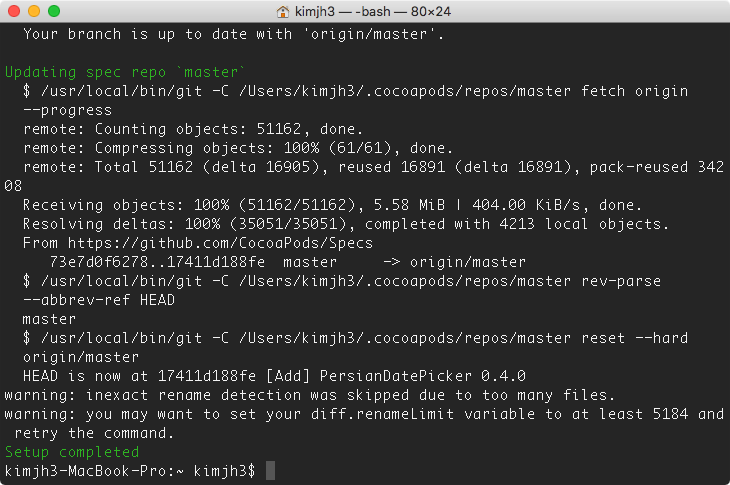 kimjh3 — -bash — 80×24
Your branch is up to date with 'origin/master'.
Updating spec repo `master`
$ /usr/local/bin/git -C /Users/kimjh3/.cocoapods/repos/master fetch origin
--progress
remote: Counting objects: 51162, done.
remote: Compressing objects: 100% (61/61), done.
remote: Total 51162 (delta 16905), reused 16891 (delta 16891), pack-reused 342
08
Receiving objects: 100% (51162/51162), 5.58 MiB | 404.00 KiB/s, done.
Resolving deltas: 100% (35051/35051), completed with 4213 local objects.
From https://github.com/CocoaPods/Specs
73e7d0f6278..17411d188fe  master     -> origin/master
$ /usr/local/bin/git -C /Users/kimjh3/.cocoapods/repos/master rev-parse
--abbrev-ref HEAD
master
$ /usr/local/bin/git -C /Users/kimjh3/.cocoapods/repos/master reset --hard
origin/master
HEAD is now at 17411d188fe [Add] PersianDatePicker 0.4.0
warning: inexact rename detection was skipped due to too many files.
warning: you may want to set your diff.renameLimit variable to at least 5184 and
retry the command.
Setup completed
kimjh3-MacBook-Pro:~ kimjh3$